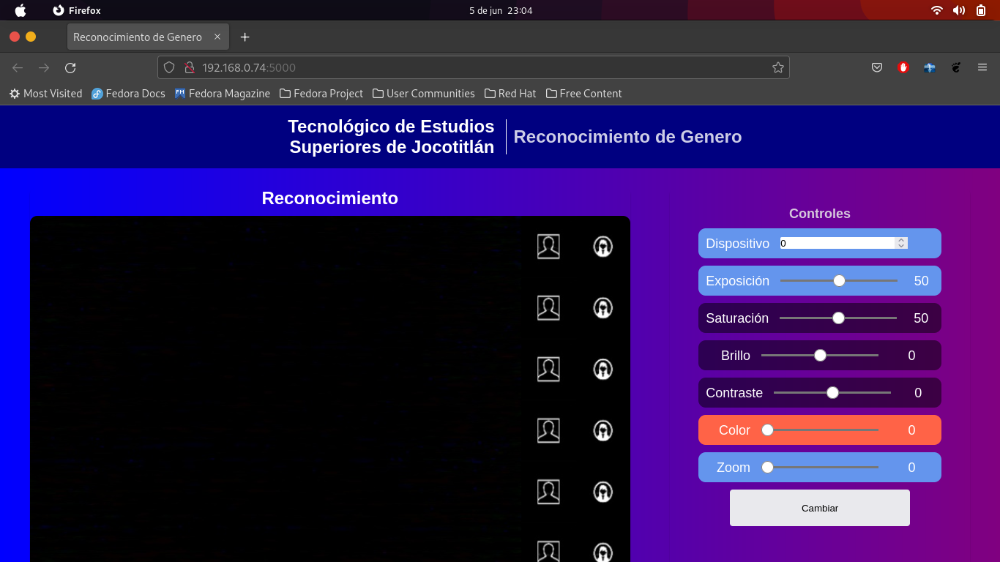 Firefox
5 de jun 23:04
Reconocimiento de Genero
192.168.0.74:5000
Most Visited
Fedora Docs
FM
Fedora Magazine
Fedora Project
User Communities
Red Hat
Free Content
Tecnológico de Estudios
Superiores de Jocotitlán
Reconocimiento de Genero
Reconocimiento
Controles
Dispositivo 0
Exposición 50
Saturación 50
Brillo 0
Contraste 0
Color 0
Zoom 0
Cambiar